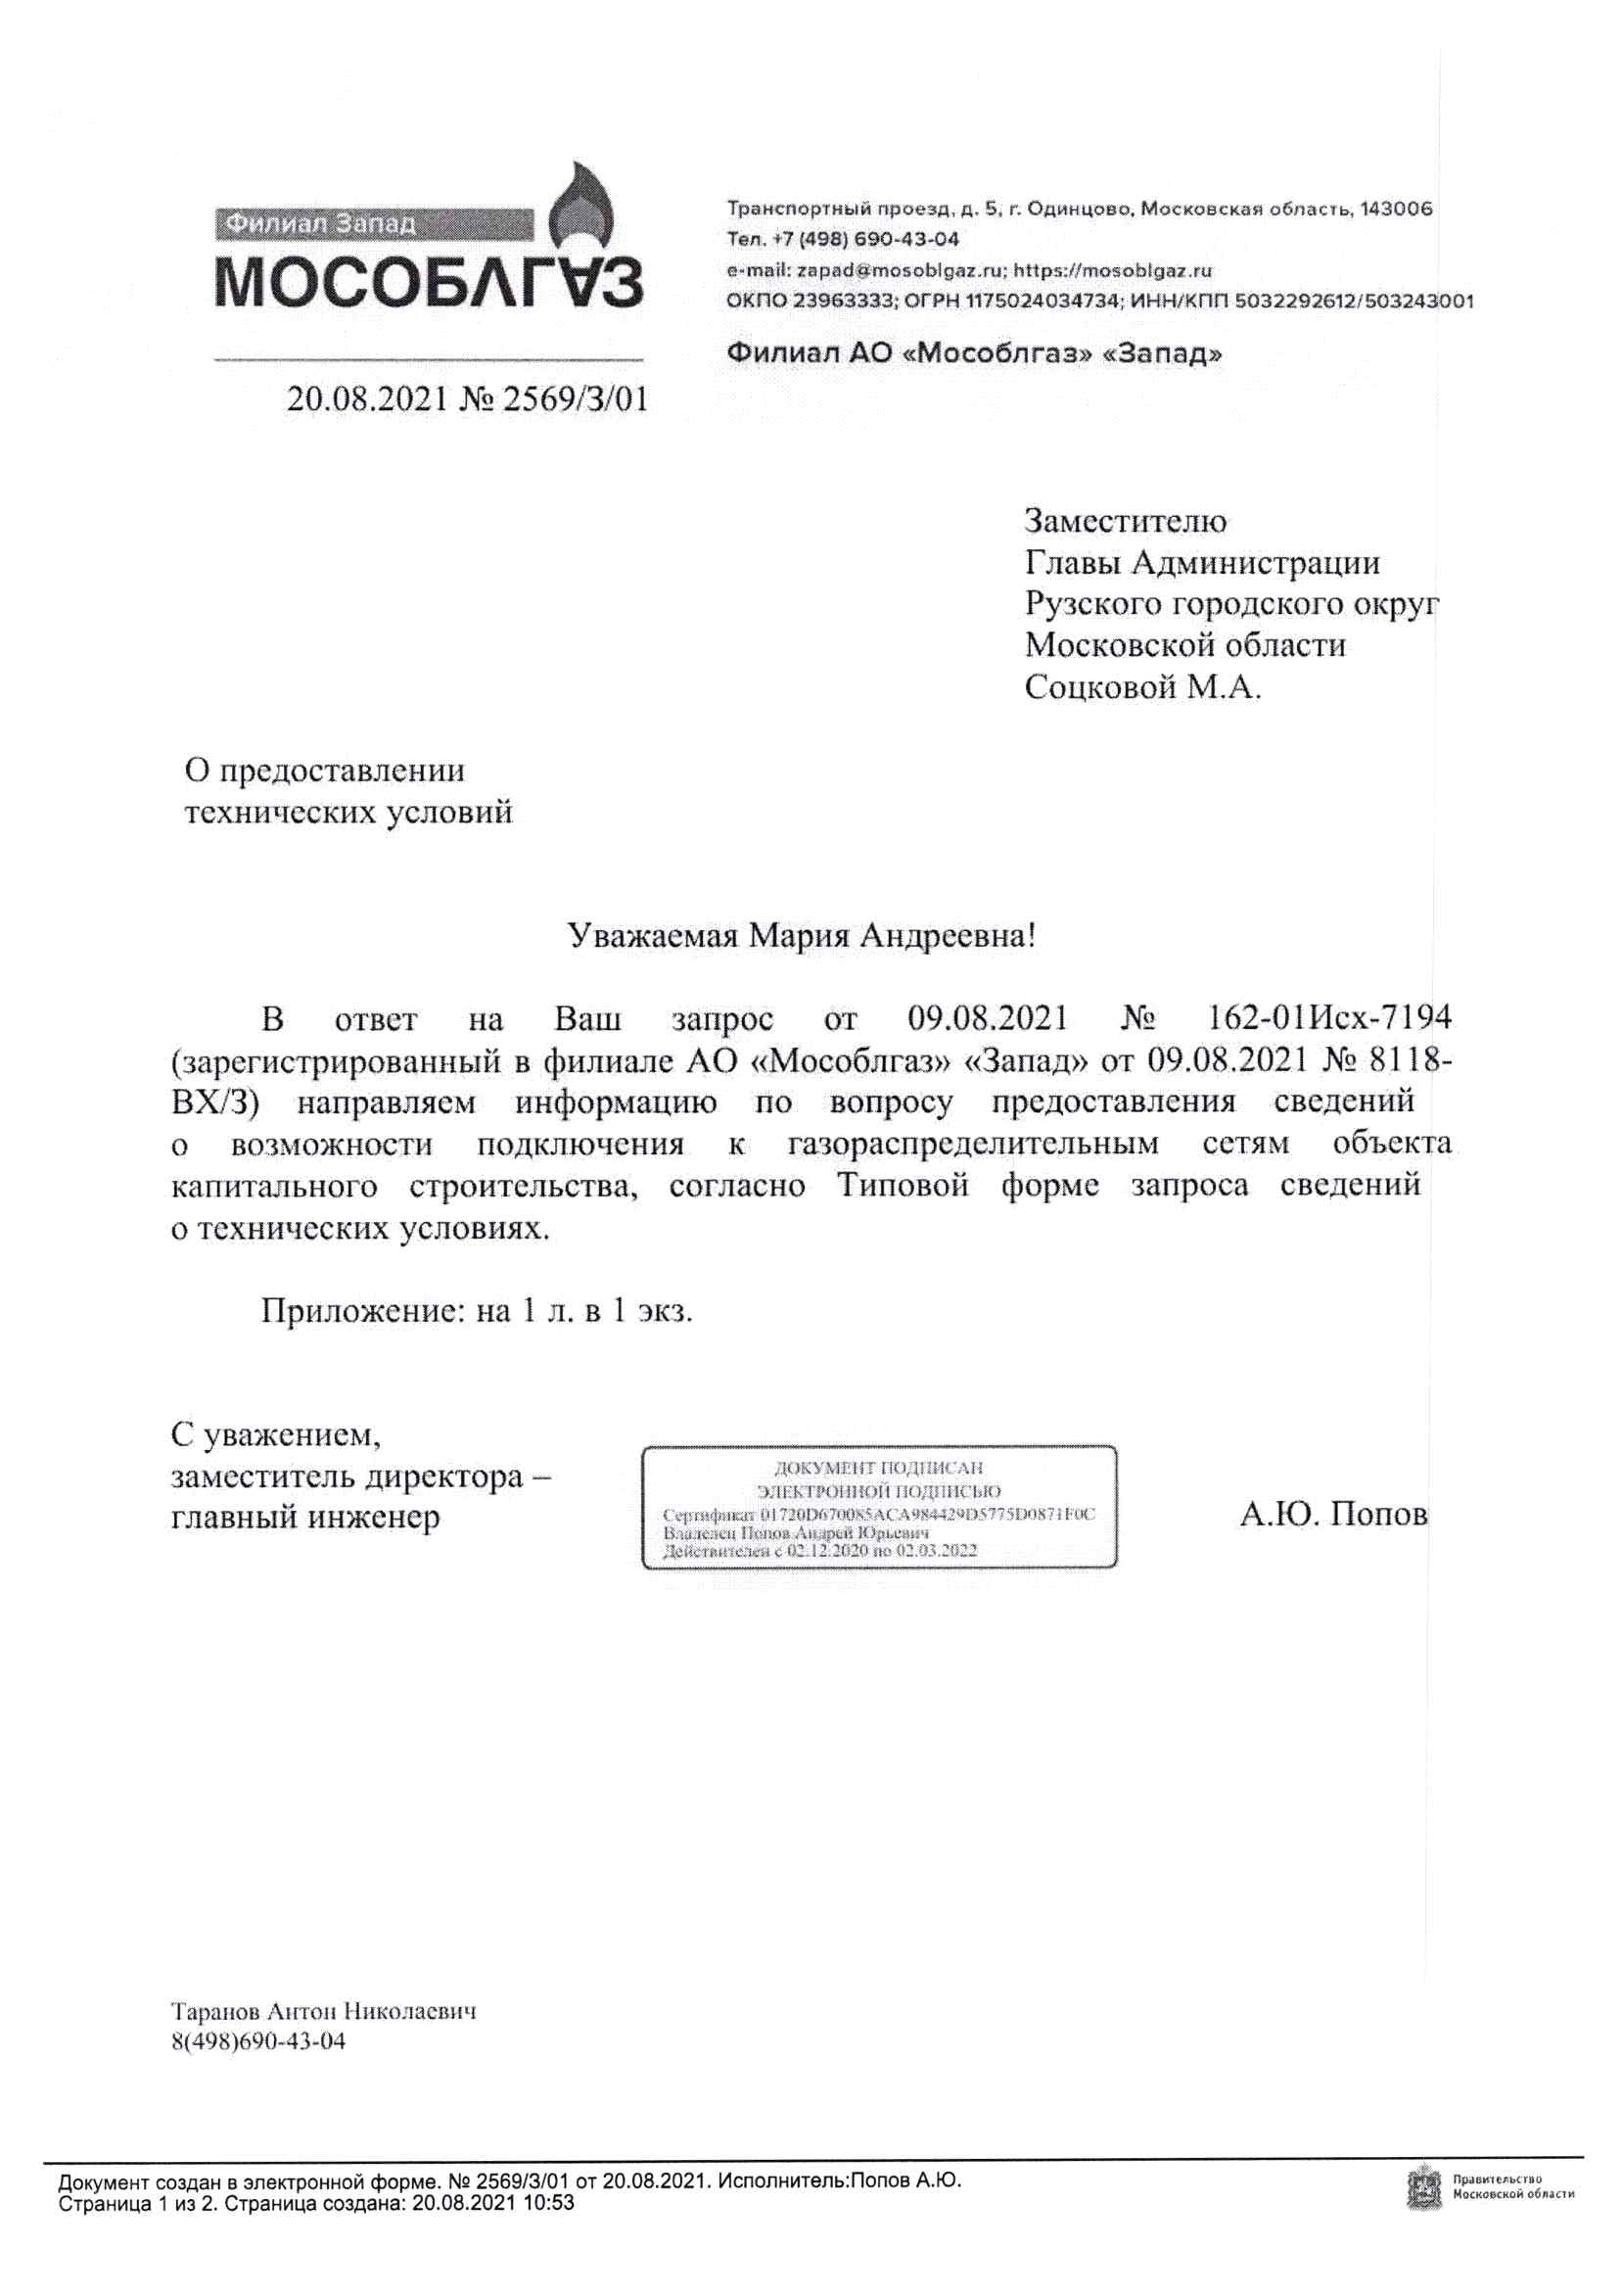 Филиал Запад
МОСОБЛГАЗ
Транспортный проезд, д. 5, г. Одинцово, Московская область, 143006
Тел. +7 (498) 690-43-04
e-mail: zapad@mosoblgaz.ru; https://mosoblgaz.ru
ОКПО 23963333; ОГРН 1175024034734; ИНН/КПП 5032292612/503243001
Филиал АО «Мособлгаз» «Запад»
20.08.2021 № 2569/З/01
Заместителю
Главы Администрации
Рузского городского округ
Московской области
Соцковой М.А.
О предоставлении
технических условий
Уважаемая Мария Андреевна!
В ответ на Ваш запрос от 09.08.2021 № 162-01Исх-7194
(зарегистрированный в филиале АО «Мособлгаз» «Запад» от 09.08.2021 № 8118-
ВХ/З) направляем информацию по вопросу предоставления сведений
о возможности подключения к газораспределительным сетям объекта
капитального строительства, согласно Типовой форме запроса сведений
о технических условиях.
Приложение: на 1 л. в 1 экз.
С уважением,
заместитель директора –
главный инженер
ДОКУМЕНТ ПОДПИСАН
ЭЛЕКТРОННОЙ ПОДПИСЬЮ
Сертификат 01720D670085ACA984429D5775D0871F0C
Владелец Попов Андрей Юрьевич
Действителен с 02.12.2020 по 02.03.2022
А.Ю. Попов
Таранов Антон Николаевич
8(498)690-43-04
Документ создан в электронной форме. № 2569/З/01 от 20.08.2021. Исполнитель:Попов А.Ю.
Страница 1 из 2. Страница создана: 20.08.2021 10:53
Правительство
Московской области